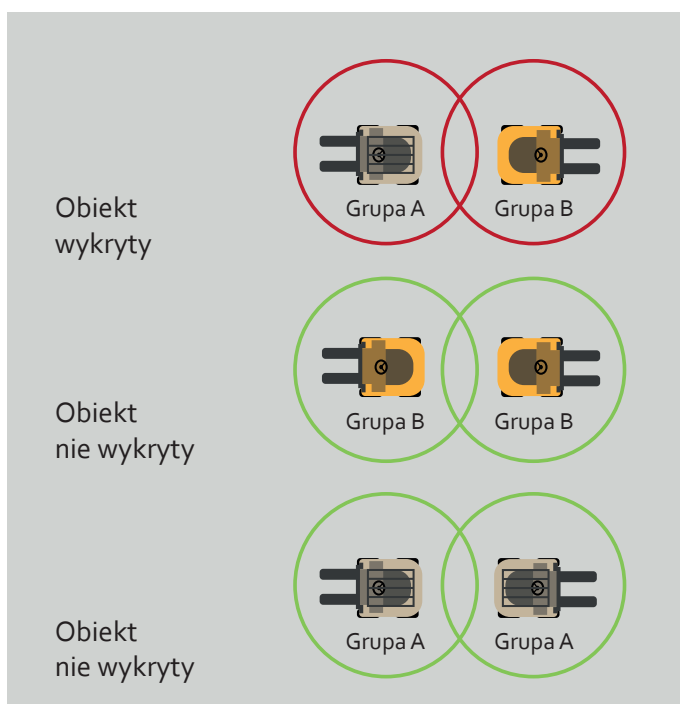 Grupa A Grupa B
Obiekt
wykryty
Grupa B Grupa B
Obiekt
nie wykryty
Grupa A Grupa A
Obiekt
nie wykryty